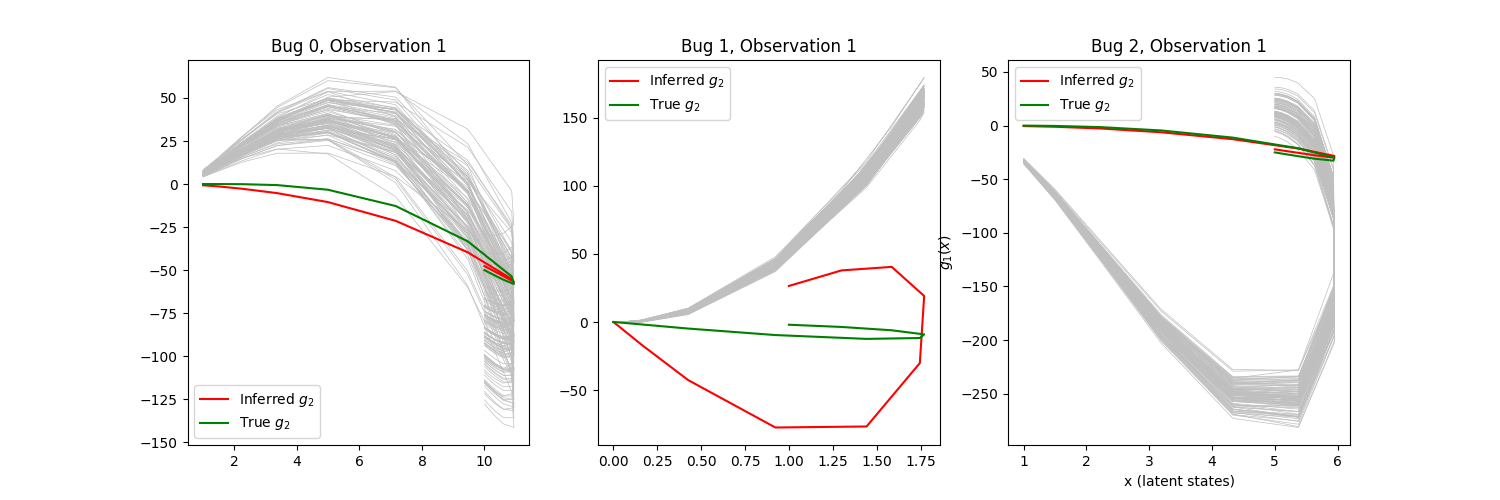 Bug 0, Observation 1
50
25
0
−25
−50
−75
−100
−125
−150
Inferred g₂
True g₂
2 4 6 8 10
Bug 1, Observation 1
150
100
50
0
−50
Inferred g₂
True g₂
0.00 0.25 0.50 0.75 1.00 1.25 1.50 1.75
Bug 2, Observation 1
g₁(x)
50
0
−50
−100
−150
−200
−250
Inferred g₂
True g₂
1 2 3 4 5 6
x (latent states)